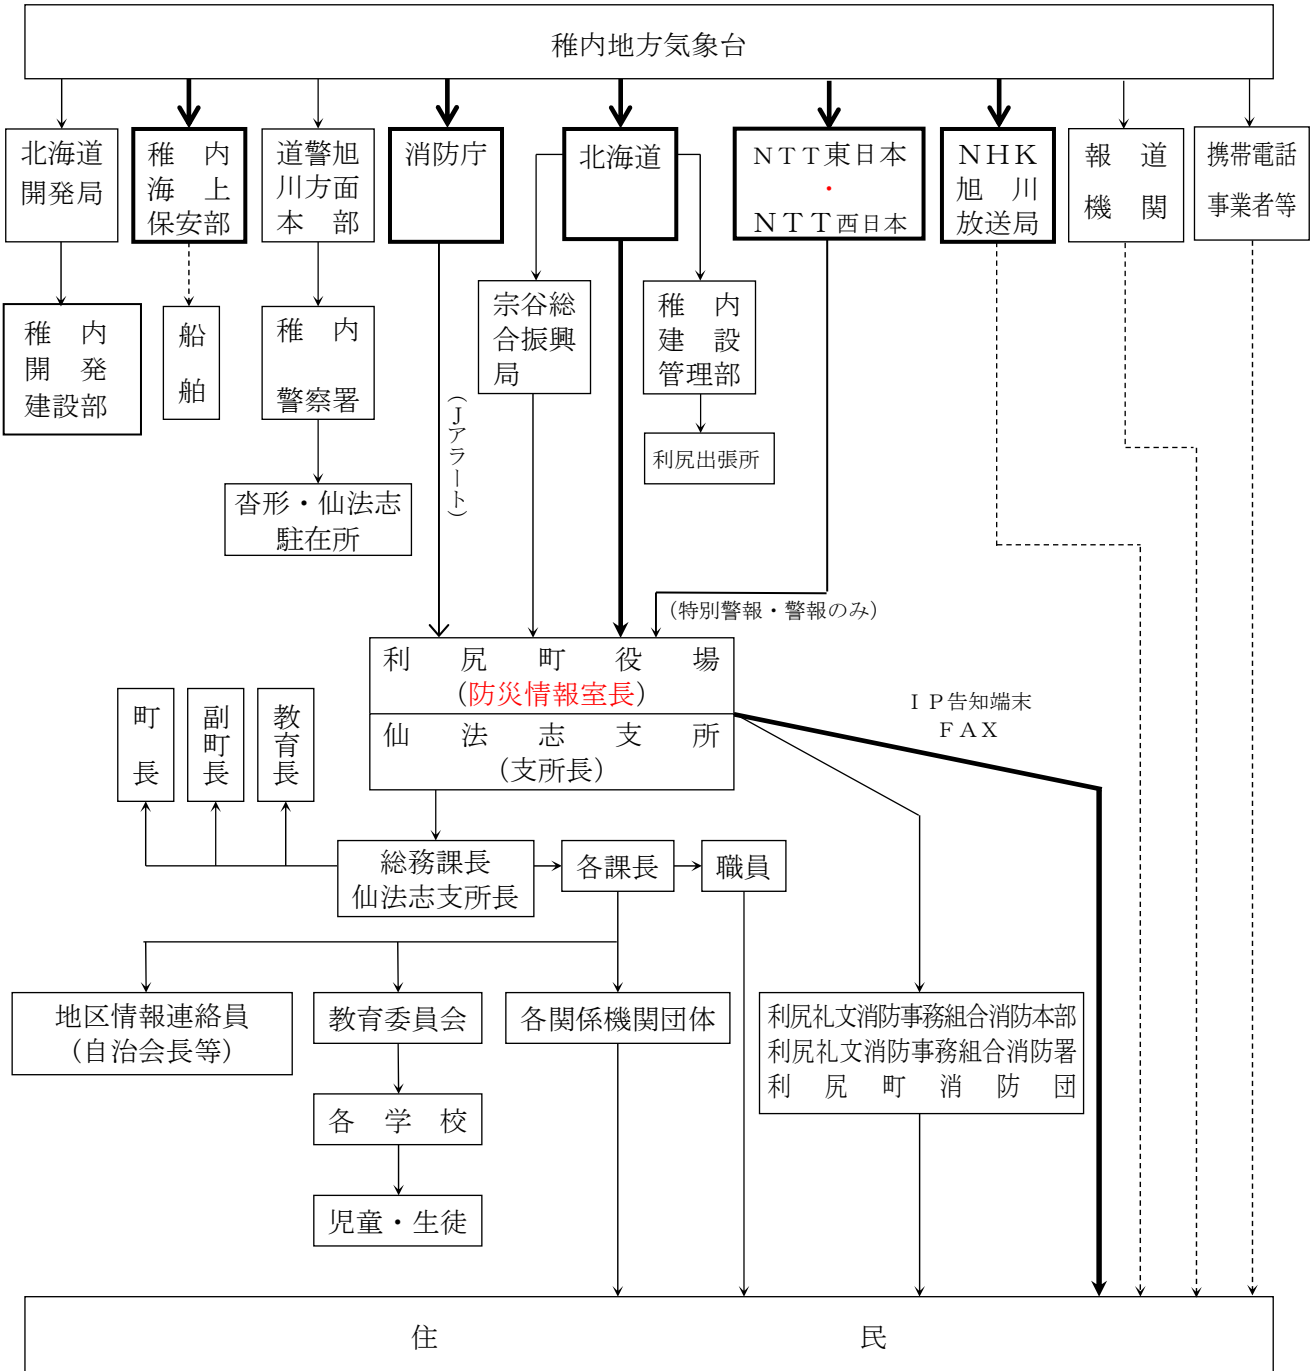 稚内地方気象台
北海道
開発局
稚内
海上
保安部
道警旭
川方面
本部
消防庁
北海道
NTT東日本
・
NTT西日本
NHK
旭川
放送局
報道
機関
携帯電話
事業者等
稚内
開発
建設部
船
舶
稚内
警察署
宗谷総
合振興
局
稚内
建設
管理部
(Jアラート)
利尻出張所
沓形・仙法志
駐在所
(特別警報・警報のみ)
利尻町役場
(防災情報室長)
仙法志支所
(支所長)
IP告知端末
FAX
町長
副町長
教育長
総務課長
仙法志支所長
各課長
職員
地区情報連絡員
(自治会長等)
教育委員会
各関係機関団体
利尻礼文消防事務組合消防本部
利尻礼文消防事務組合消防署
利尻町消防団
各学校
児童・生徒
住民